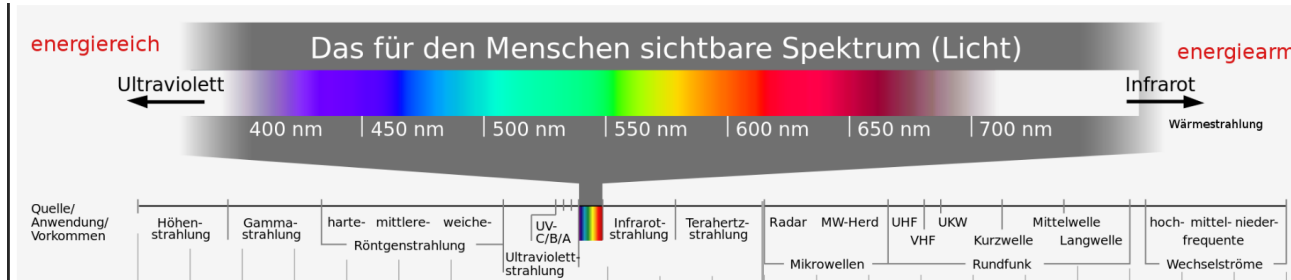 Das für den Menschen sichtbare Spektrum (Licht)
energiereich
energiearm
Ultraviolett
Infrarot
400 nm
450 nm
500 nm
550 nm
600 nm
650 nm
700 nm
Wärmestrahlung
Quelle/
Anwendung/
Vorkommen
Höhen-
strahlung
Gamma-
strahlung
harte- mittlere- weiche-
Röntgenstrahlung
UV-
C/B/A
Ultraviolett-
strahlung
Infrarot-
strahlung
Terahertz-
strahlung
Radar MW-Herd
Mikrowellen
UHF UKW Mittelwelle
VHF Kurzwelle Langwelle
Rundfunk
hoch- mittel- nieder-
frequente
Wechselströme